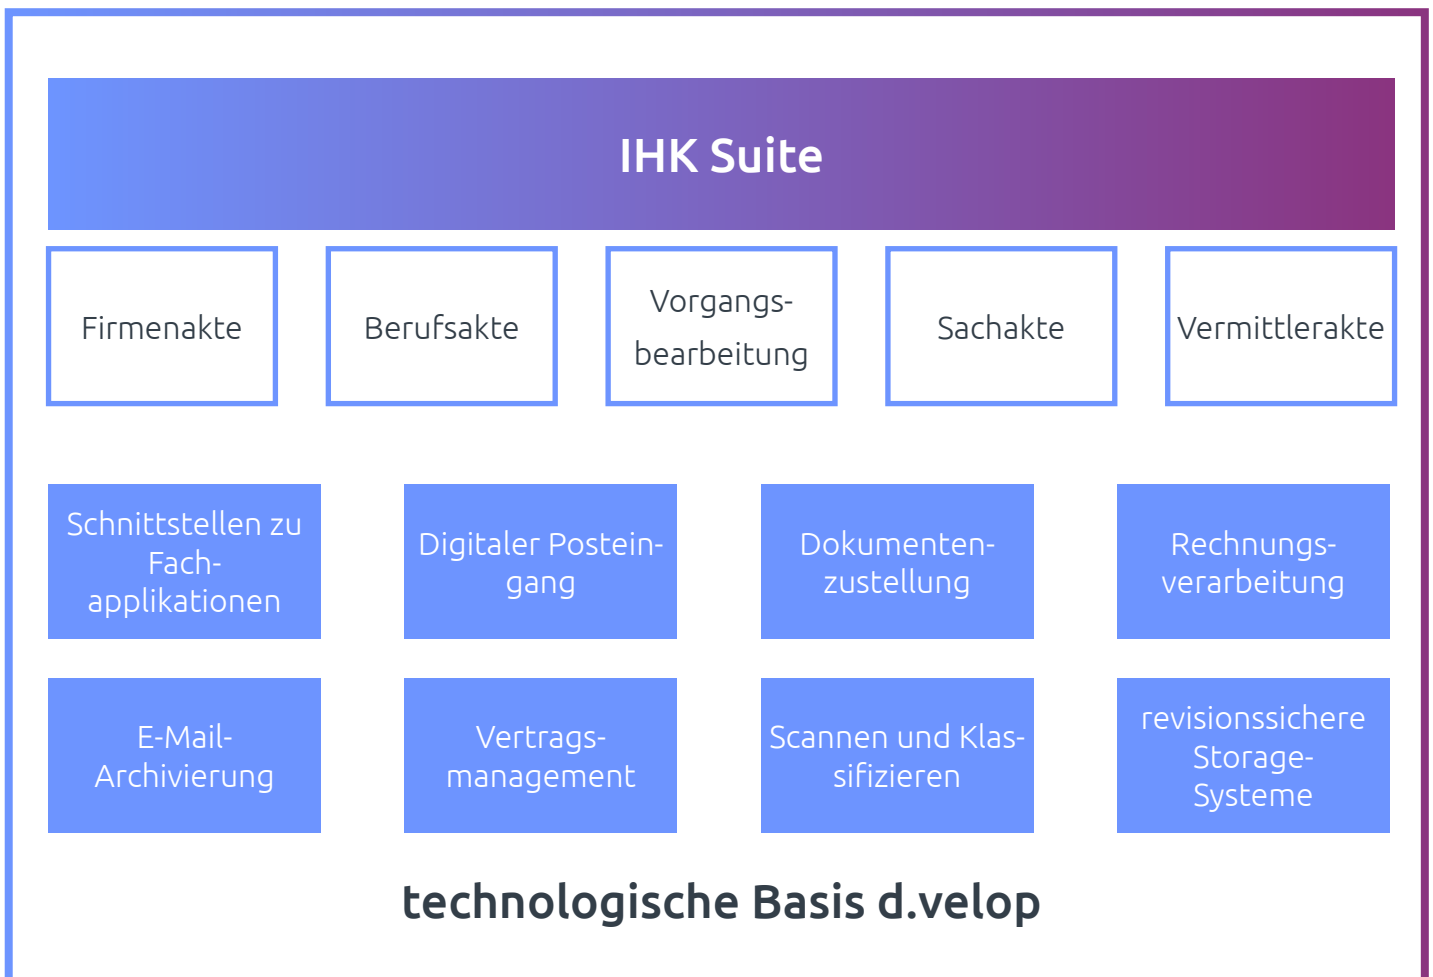 IHK Suite
Firmenakte
Berufsakte
Vorgangs-
bearbeitung
Sachakte
Vermittlerakte
Schnittstellen zu
Fach-
applikationen
Digitaler Postein-
gang
Dokumenten-
zustellung
Rechnungs-
verarbeitung
E-Mail-
Archivierung
Vertrags-
management
Scannen und Klas-
sifizieren
revisionssichere
Storage-
Systeme
technologische Basis d.velop